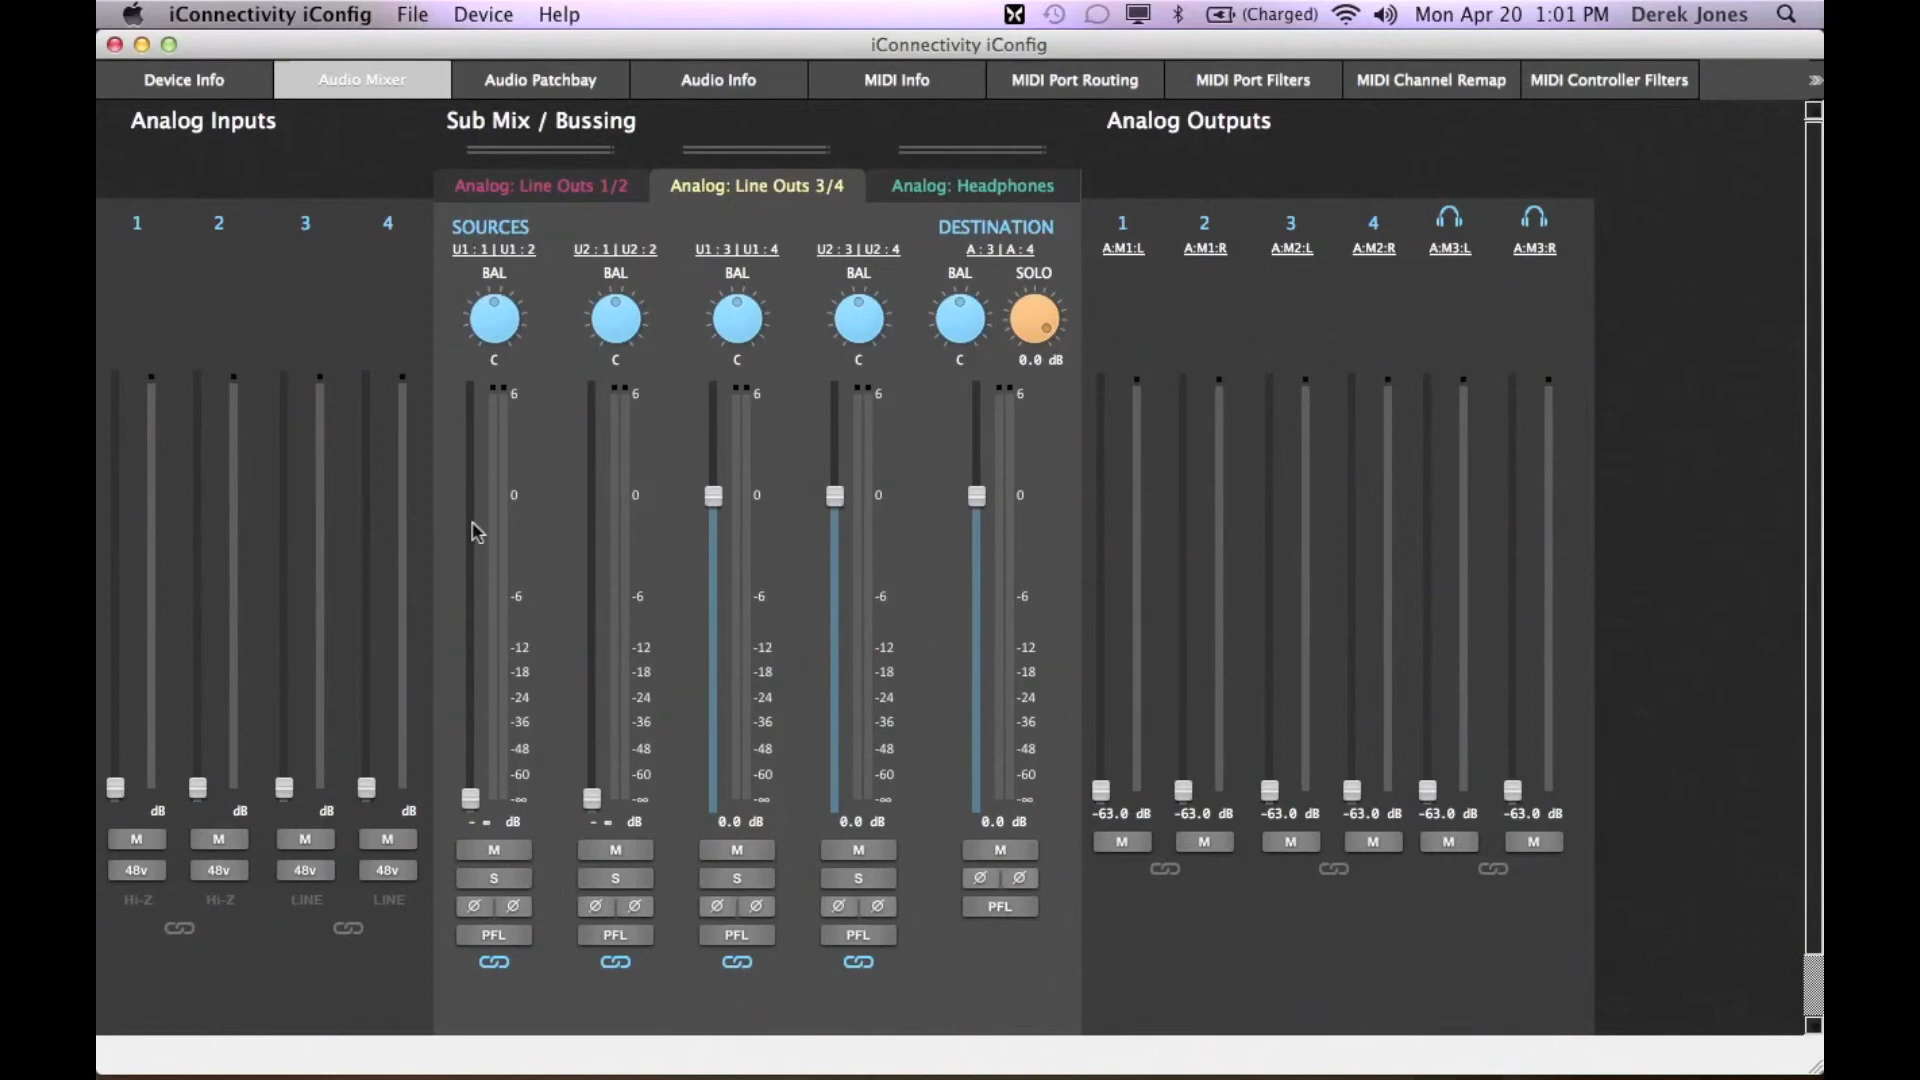 iConnectivity iConfig File Device Help (Charged) Mon Apr 20 1:01 PM Derek Jones
iConnectivity iConfig
Device Info Audio Mixer Audio Patchbay Audio Info MIDI Info MIDI Port Routing MIDI Port Filters MIDI Channel Remap MIDI Controller Filters »
Analog Inputs Sub Mix / Bussing Analog Outputs
Analog: Line Outs 1/2 Analog: Line Outs 3/4 Analog: Headphones
1 2 3 4 SOURCES DESTINATION 1 2 3 4
U1 : 1 | U1 : 2 U2 : 1 | U2 : 2 U1 : 3 | U1 : 4 U2 : 3 | U2 : 4 A : 3 | A : 4 A:M1:L A:M1:R A:M2:L A:M2:R A:M3:L A:M3:R
BAL BAL BAL BAL BAL SOLO
C C C C C 0.0 dB
6 6 6 6 6
0 0 0 0 0
-6 -6 -6 -6 -6
-12 -12 -12 -12 -12
-18 -18 -18 -18 -18
-24 -24 -24 -24 -24
-36 -36 -36 -36 -36
-48 -48 -48 -48 -48
-60 -60 -60 -60 -60
-∞ -∞ -∞ -∞ -∞
dB dB dB dB - ∞ dB - ∞ dB 0.0 dB 0.0 dB 0.0 dB -63.0 dB -63.0 dB -63.0 dB -63.0 dB -63.0 dB -63.0 dB
M M M M M M M M M M M M M M M
48v 48v 48v 48v S S S S Ø Ø
Hi-Z Hi-Z LINE LINE Ø Ø Ø Ø Ø Ø Ø Ø PFL
PFL PFL PFL PFL